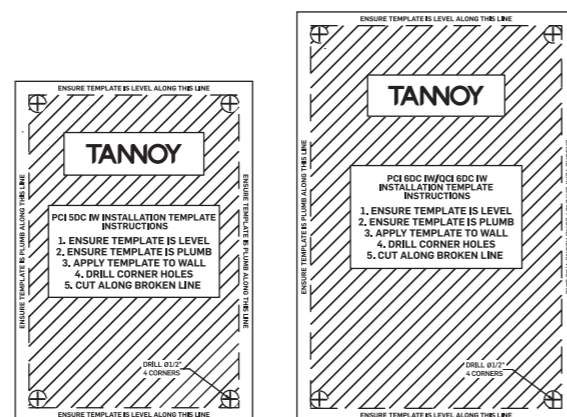 ENSURE TEMPLATE IS LEVEL ALONG THIS LINE
TANNOY
ENSURE TEMPLATE IS PLUMB ALONG THIS LINE
PCI 5DC IW INSTALLATION TEMPLATE
INSTRUCTIONS
1. ENSURE TEMPLATE IS LEVEL
2. ENSURE TEMPLATE IS PLUMB
3. APPLY TEMPLATE TO WALL
4. DRILL CORNER HOLES
5. CUT ALONG BROKEN LINE
ENSURE TEMPLATE IS PLUMB ALONG THIS LINE
DRILL Ø1/2"
4 CORNERS
ENSURE TEMPLATE IS LEVEL ALONG THIS LINE
ENSURE TEMPLATE IS LEVEL ALONG THIS LINE
TANNOY
ENSURE TEMPLATE IS PLUMB ALONG THIS LINE
PCI 6DC IW/QCI 6DC IW
INSTALLATION TEMPLATE
INSTRUCTIONS
1. ENSURE TEMPLATE IS LEVEL
2. ENSURE TEMPLATE IS PLUMB
3. APPLY TEMPLATE TO WALL
4. DRILL CORNER HOLES
5. CUT ALONG BROKEN LINE
DRILL Ø1/2"
4 CORNERS
ENSURE TEMPLATE IS LEVEL ALONG THIS LINE